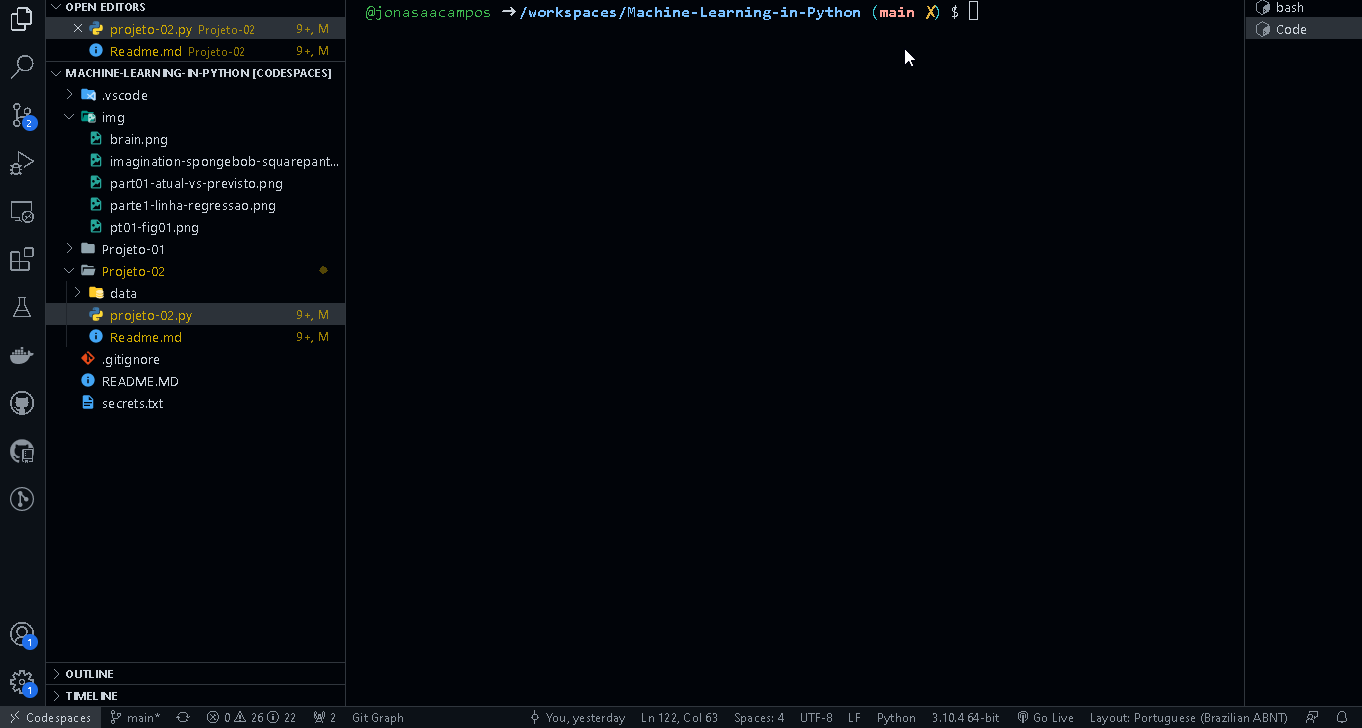 OPEN EDITORS
projeto-02.py Projeto-02 9+, M
Readme.md Projeto-02 9+, M
MACHINE-LEARNING-IN-PYTHON [CODESPACES]
.vscode
img
brain.png
imagination-spongebob-squarepant...
part01-atual-vs-previsto.png
parte1-linha-regressao.png
pt01-fig01.png
Projeto-01
Projeto-02
data
projeto-02.py 9+, M
Readme.md 9+, M
.gitignore
README.MD
secrets.txt
OUTLINE
TIMELINE
2
1
1
@jonasaacampos ➜ /workspaces/Machine-Learning-in-Python (main ✗) $
bash
Code
Codespaces main* 0 26 22 2 Git Graph You, yesterday Ln 122, Col 63 Spaces: 4 UTF-8 LF Python 3.10.4 64-bit Go Live Layout: Portuguese (Brazilian ABNT)